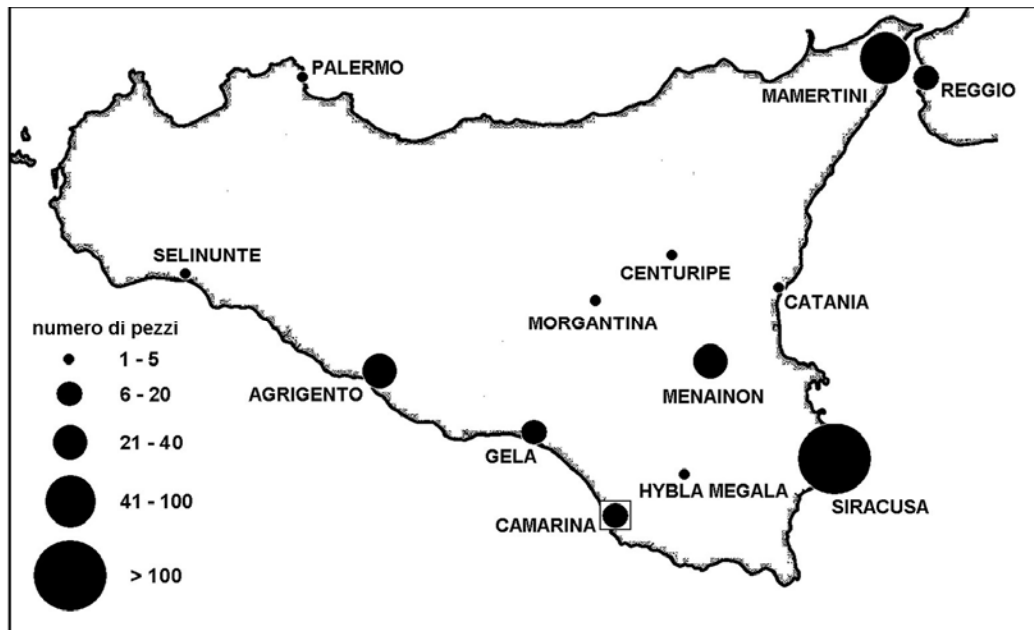 PALERMO
MAMERTINI
REGGIO
SELINUNTE
CENTURIPE
CATANIA
MORGANTINA
numero di pezzi
1 - 5
6 - 20
21 - 40
41 - 100
> 100
AGRIGENTO
MENAINON
GELA
HYBLA MEGALA
SIRACUSA
CAMARINA